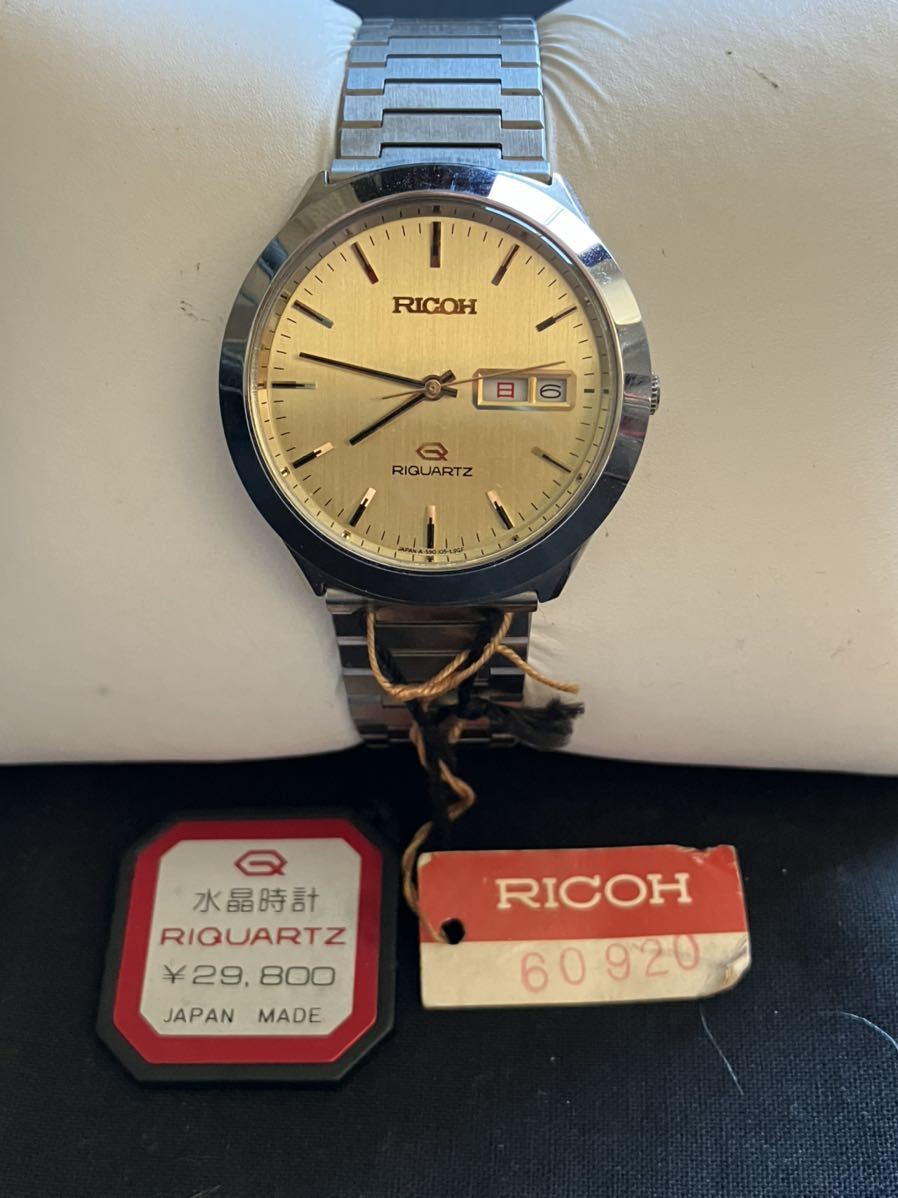 RICOH
日 6
RIQUARTZ
水晶時計
RIQUARTZ
¥29,800
JAPAN MADE
RICOH
60920